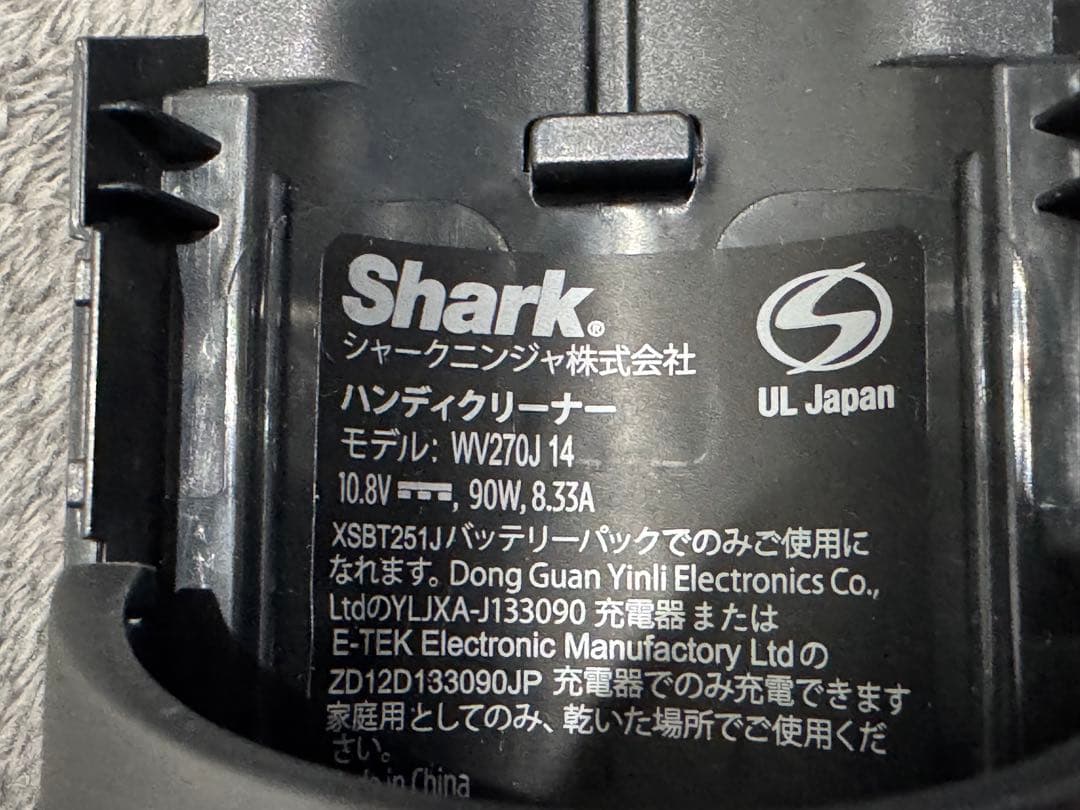 Shark®
シャークニンジャ株式会社
UL Japan
ハンディクリーナー
モデル: WV270J 14
10.8V, 90W, 8.33A
XSBT251Jバッテリーパックでのみご使用に
なれます。Dong Guan Yinli Electronics Co.,
LtdのYLJXA-J133090 充電器 または
E-TEK Electronic Manufactory Ltdの
ZD12D133090JP 充電器でのみ充電できます
家庭用としてのみ、乾いた場所でご使用くだ
さい。
in China